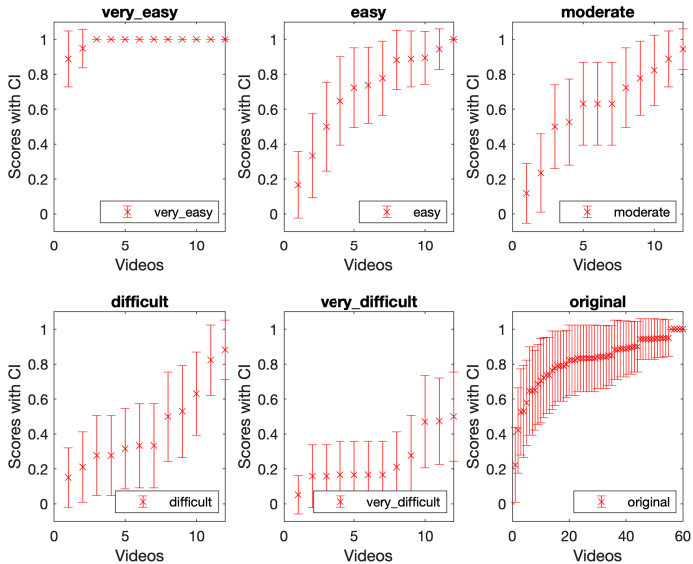 very_easy
easy
moderate
Scores with CI
1
0.8
0.6
0.4
0.2
0
very_easy
0
5
10
Videos
Scores with CI
1
0.8
0.6
0.4
0.2
0
easy
0
5
10
Videos
Scores with CI
1
0.8
0.6
0.4
0.2
0
moderate
0
5
10
Videos
difficult
very_difficult
original
Scores with CI
1
0.8
0.6
0.4
0.2
0
difficult
0
5
10
Videos
Scores with CI
1
0.8
0.6
0.4
0.2
0
very_difficult
0
5
10
Videos
Scores with CI
1
0.8
0.6
0.4
0.2
0
original
0
20
40
60
Videos